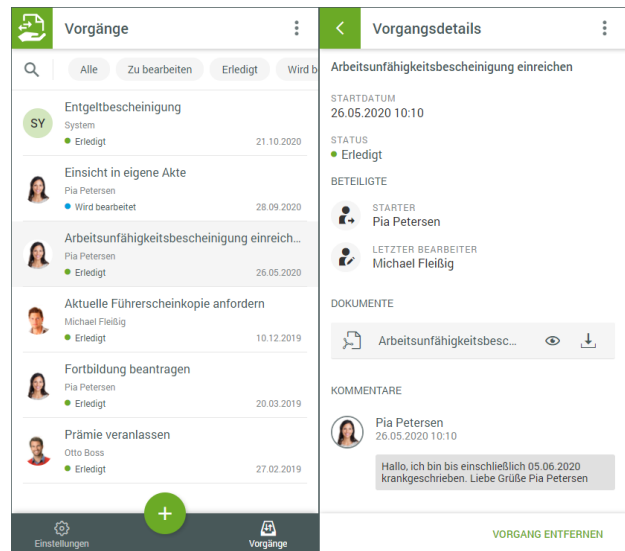 Vorgänge
Alle Zu bearbeiten Erledigt Wird b
Entgeltbescheinigung
SY
System
Erledigt 21.10.2020
Einsicht in eigene Akte
Pia Petersen
Wird bearbeitet 28.09.2020
Arbeitsunfähigkeitsbescheinigung einreich...
Pia Petersen
Erledigt 26.05.2020
Aktuelle Führerscheinkopie anfordern
Michael Fleißig
Erledigt 10.12.2019
Fortbildung beantragen
Pia Petersen
Erledigt 20.03.2019
Prämie veranlassen
Otto Boss
Erledigt 27.02.2019
+
Einstellungen Vorgänge
Vorgangsdetails
Arbeitsunfähigkeitsbescheinigung einreichen
STARTDATUM
26.05.2020 10:10
STATUS
Erledigt
BETEILIGTE
STARTER
Pia Petersen
LETZTER BEARBEITER
Michael Fleißig
DOKUMENTE
Arbeitsunfähigkeitsbesc...
KOMMENTARE
Pia Petersen
26.05.2020 10:10
Hallo, ich bin bis einschließlich 05.06.2020
krankgeschrieben. Liebe Grüße Pia Petersen
VORGANG ENTFERNEN